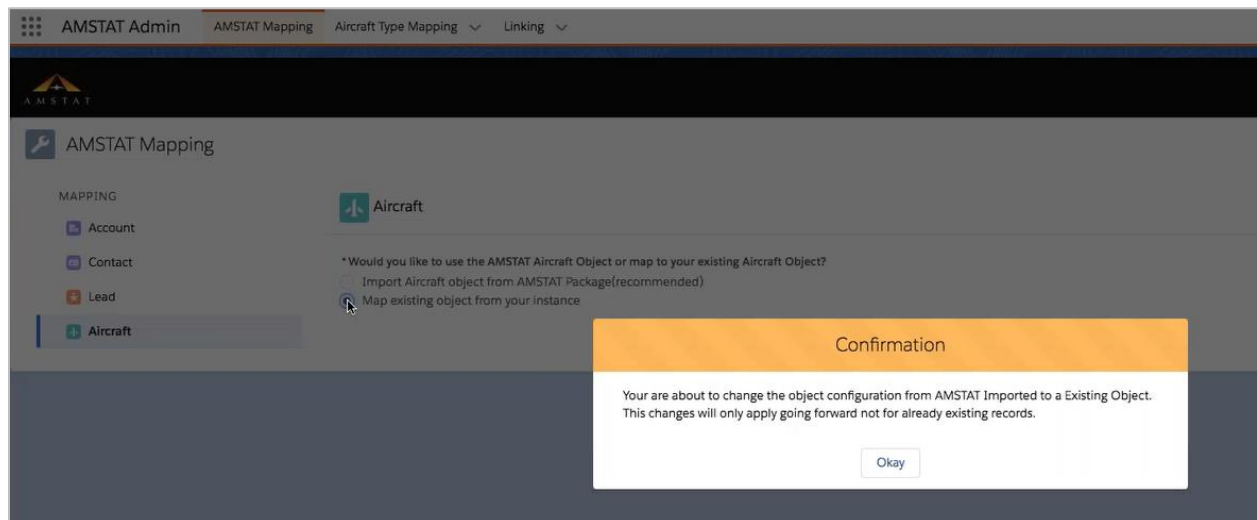 AMSTAT Admin AMSTAT Mapping Aircraft Type Mapping Linking
AMSTAT
AMSTAT Mapping
MAPPING
Account
Contact
Lead
Aircraft
Aircraft
*Would you like to use the AMSTAT Aircraft Object or map to your existing Aircraft Object?
Import Aircraft object from AMSTAT Package(recommended)
Map existing object from your instance
Confirmation
Your are about to change the object configuration from AMSTAT Imported to a Existing Object.
This changes will only apply going forward not for already existing records.
Okay